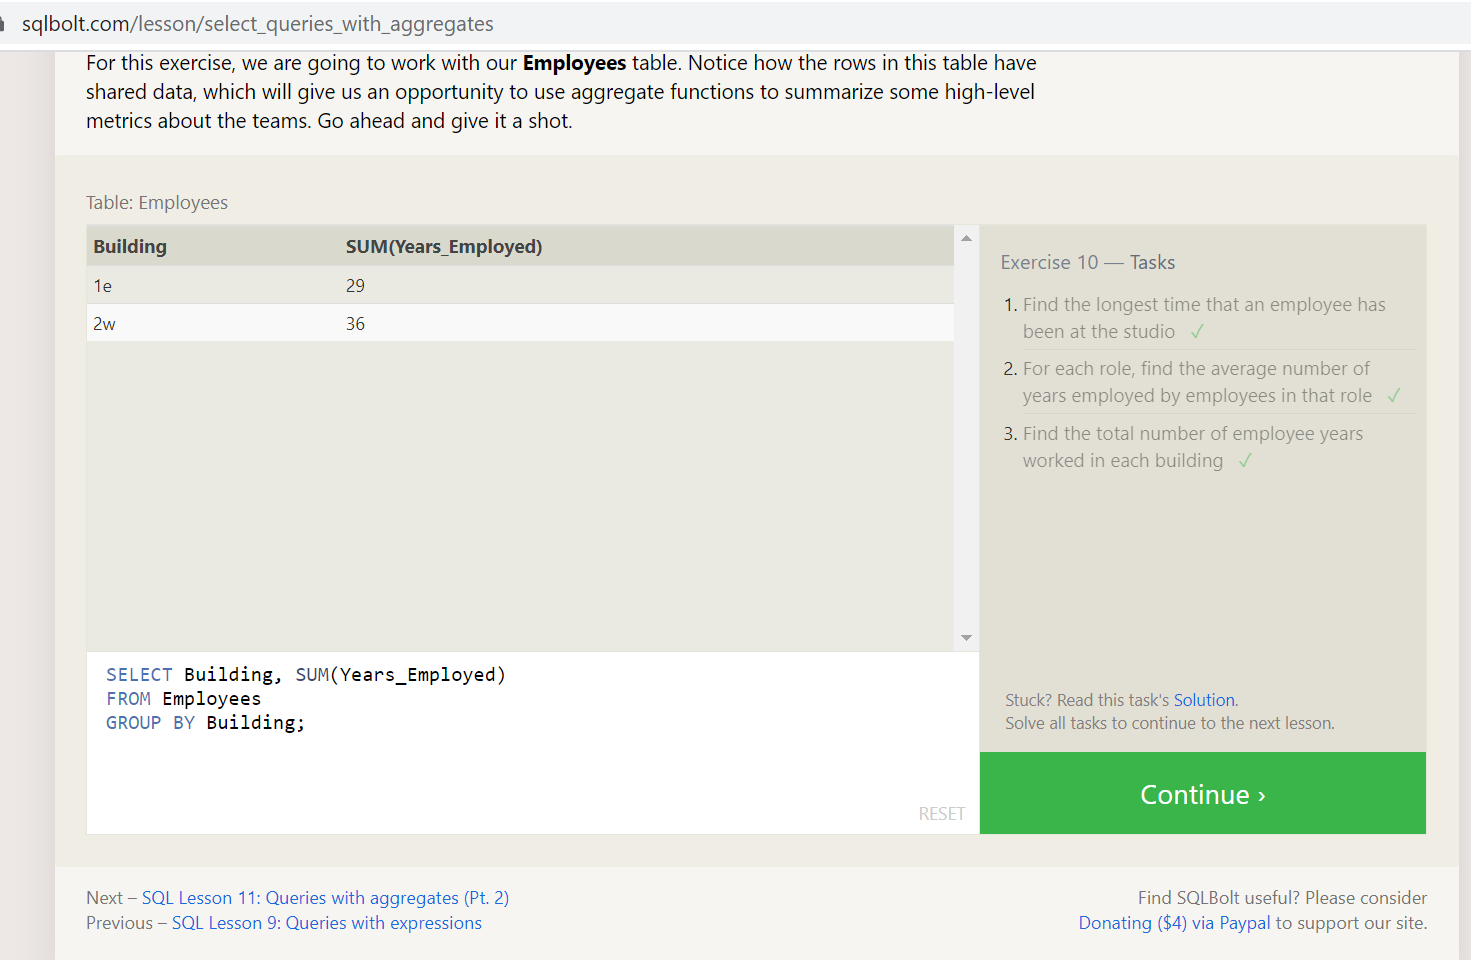 sqlbolt.com/lesson/select_queries_with_aggregates
For this exercise, we are going to work with our Employees table. Notice how the rows in this table have
shared data, which will give us an opportunity to use aggregate functions to summarize some high-level
metrics about the teams. Go ahead and give it a shot.
Table: Employees
Building SUM(Years_Employed)
1e 29
2w 36
SELECT Building, SUM(Years_Employed)
FROM Employees
GROUP BY Building;
RESET
Exercise 10 — Tasks
1. Find the longest time that an employee has
been at the studio ✓
2. For each role, find the average number of
years employed by employees in that role ✓
3. Find the total number of employee years
worked in each building ✓
Stuck? Read this task's Solution.
Solve all tasks to continue to the next lesson.
Continue ›
Next – SQL Lesson 11: Queries with aggregates (Pt. 2)
Previous – SQL Lesson 9: Queries with expressions
Find SQLBolt useful? Please consider
Donating ($4) via Paypal to support our site.